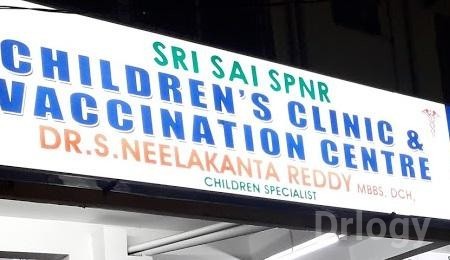 SRI SAI SPNR
CHILDREN'S CLINIC &
VACCINATION CENTRE
DR.S.NEELAKANTA REDDY MBBS, DCH,
CHILDREN SPECIALIST
Drlogy